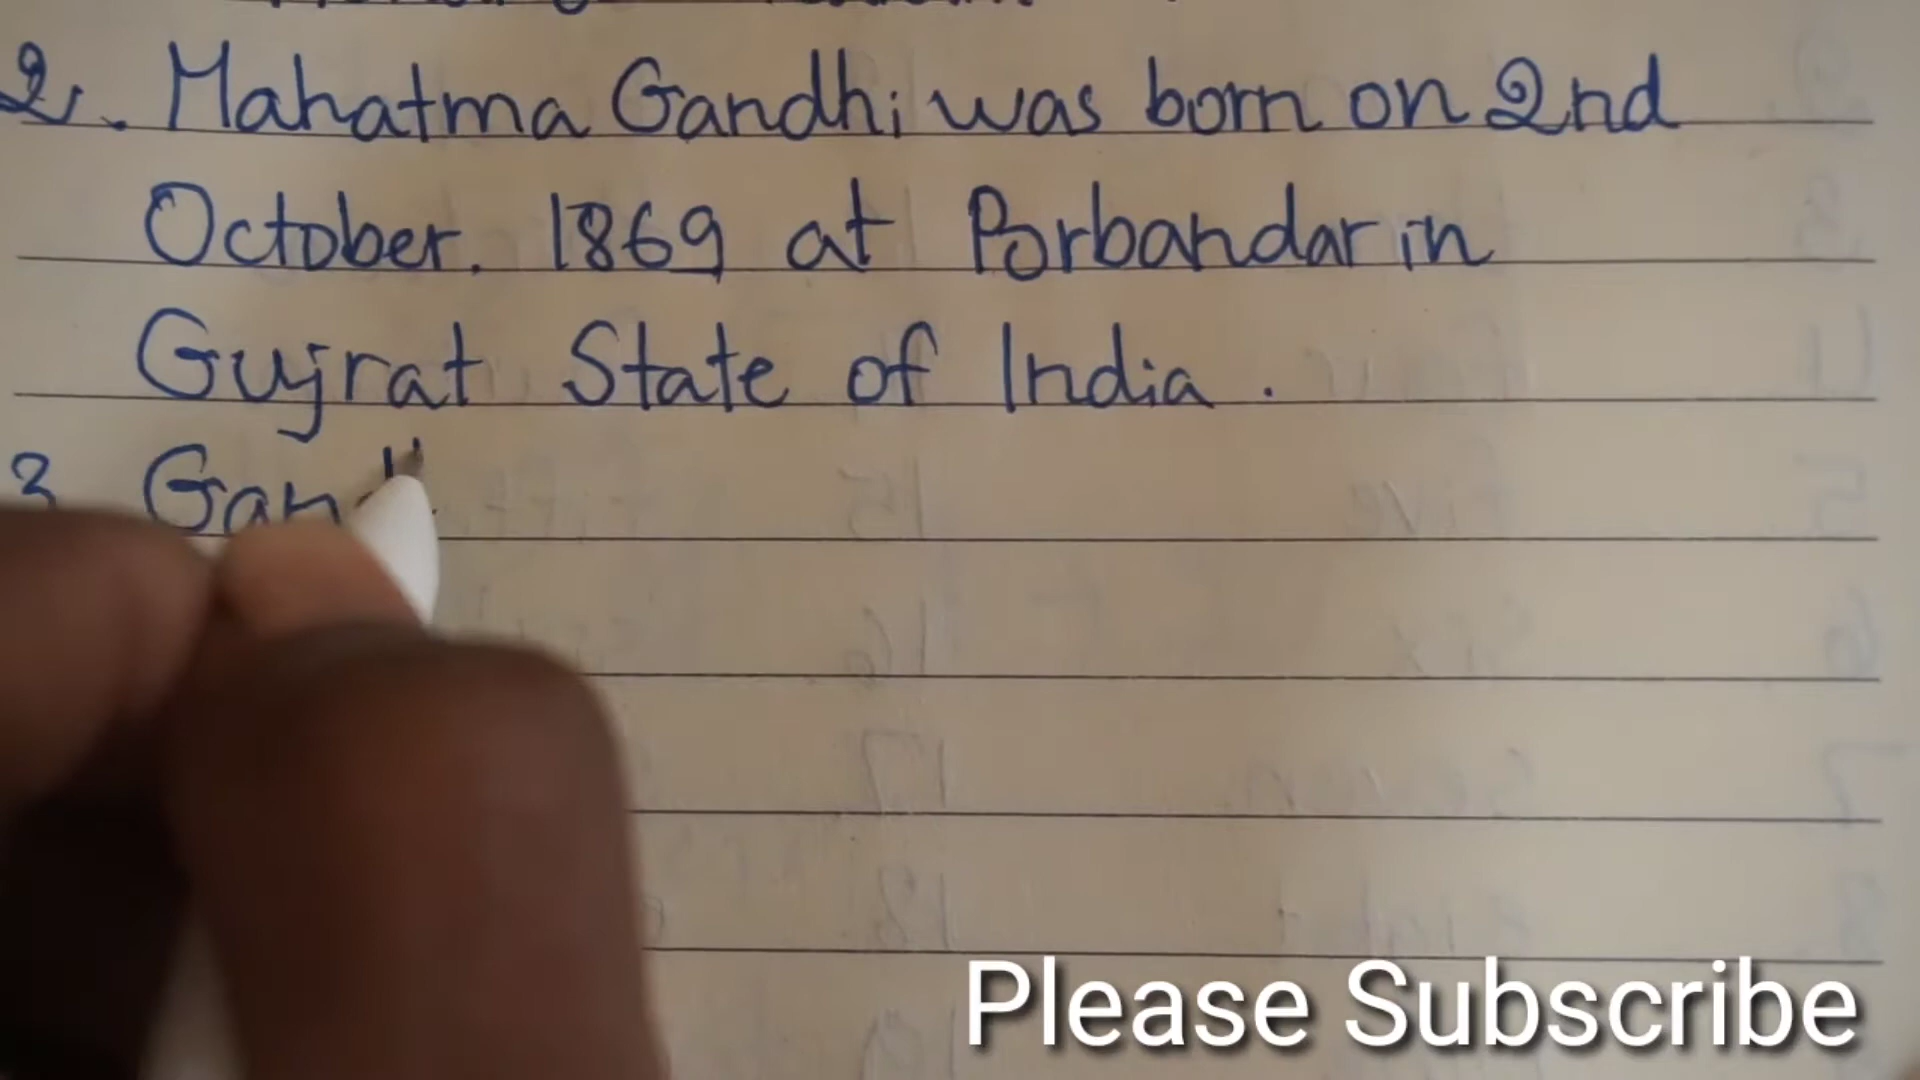 2. Mahatma Gandhi was born on 2nd
October. 1869 at Porbandar in
Gujrat State of India.
3 Gan
Please Subscribe